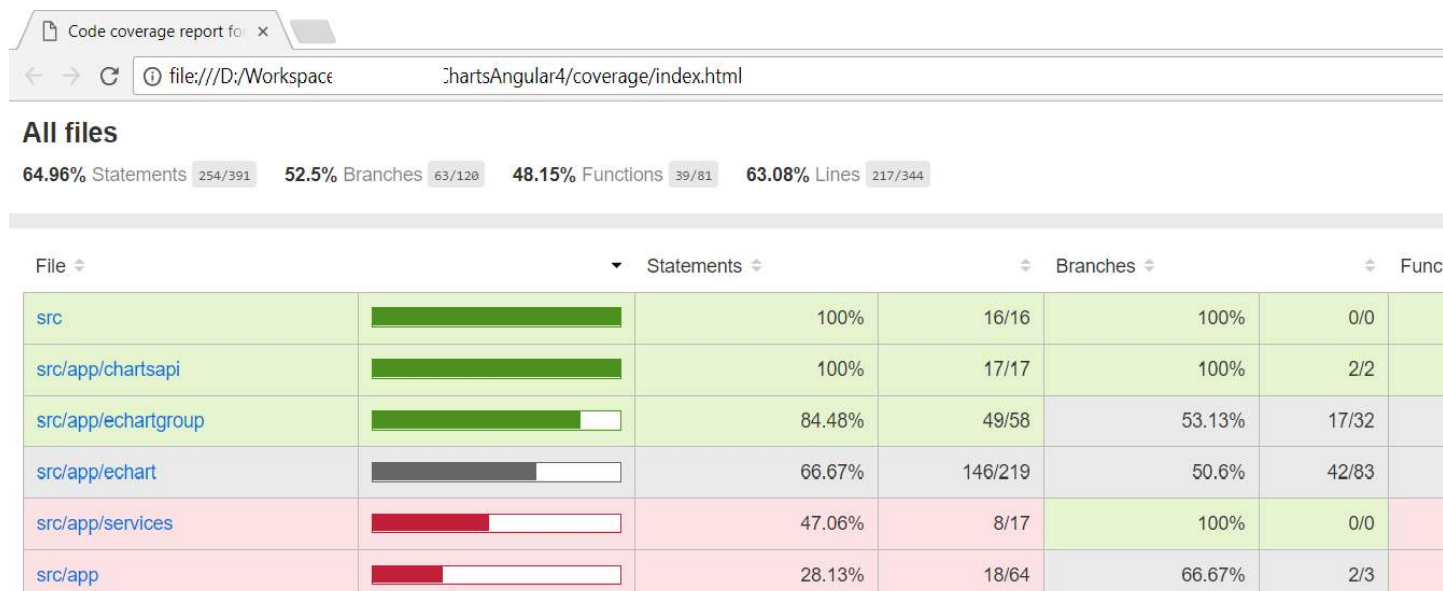 Code coverage report for
file:///D:/Workspace hartsAngular4/coverage/index.html
All files
64.96% Statements 254/391 52.5% Branches 63/120 48.15% Functions 39/81 63.08% Lines 217/344
File Statements Branches Func
src 100% 16/16 100% 0/0
src/app/chartsapi 100% 17/17 100% 2/2
src/app/echartgroup 84.48% 49/58 53.13% 17/32
src/app/echart 66.67% 146/219 50.6% 42/83
src/app/services 47.06% 8/17 100% 0/0
src/app 28.13% 18/64 66.67% 2/3